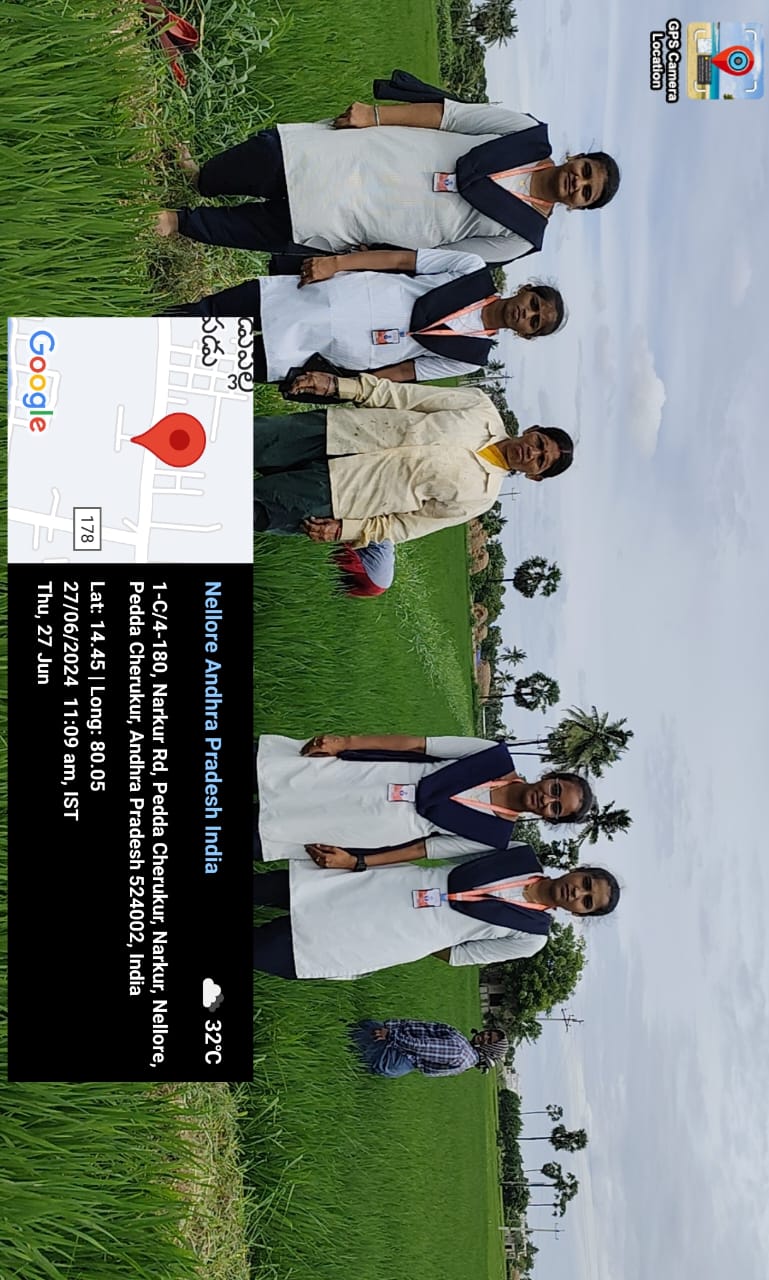 GPS Camera
Location
డుపల్లి
పడు
178
Google
Nellore Andhra Pradesh India
32°C
1-C/4-180, Narkur Rd, Pedda Cherukur, Narkur, Nellore,
Pedda Cherukur, Andhra Pradesh 524002, India
Lat: 14.45 | Long: 80.05
27/06/2024 11:09 am, IST
Thu, 27 Jun